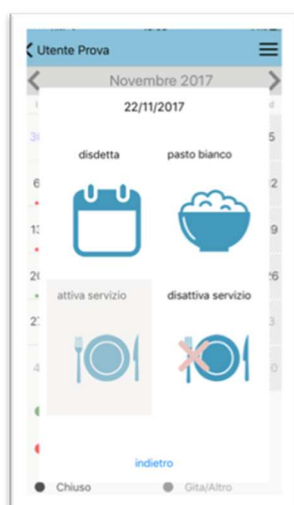 Utente Prova
Novembre 2017
22/11/2017
disdetta pasto bianco
attiva servizio disattiva servizio
indietro
Chiuso Gita/Altro